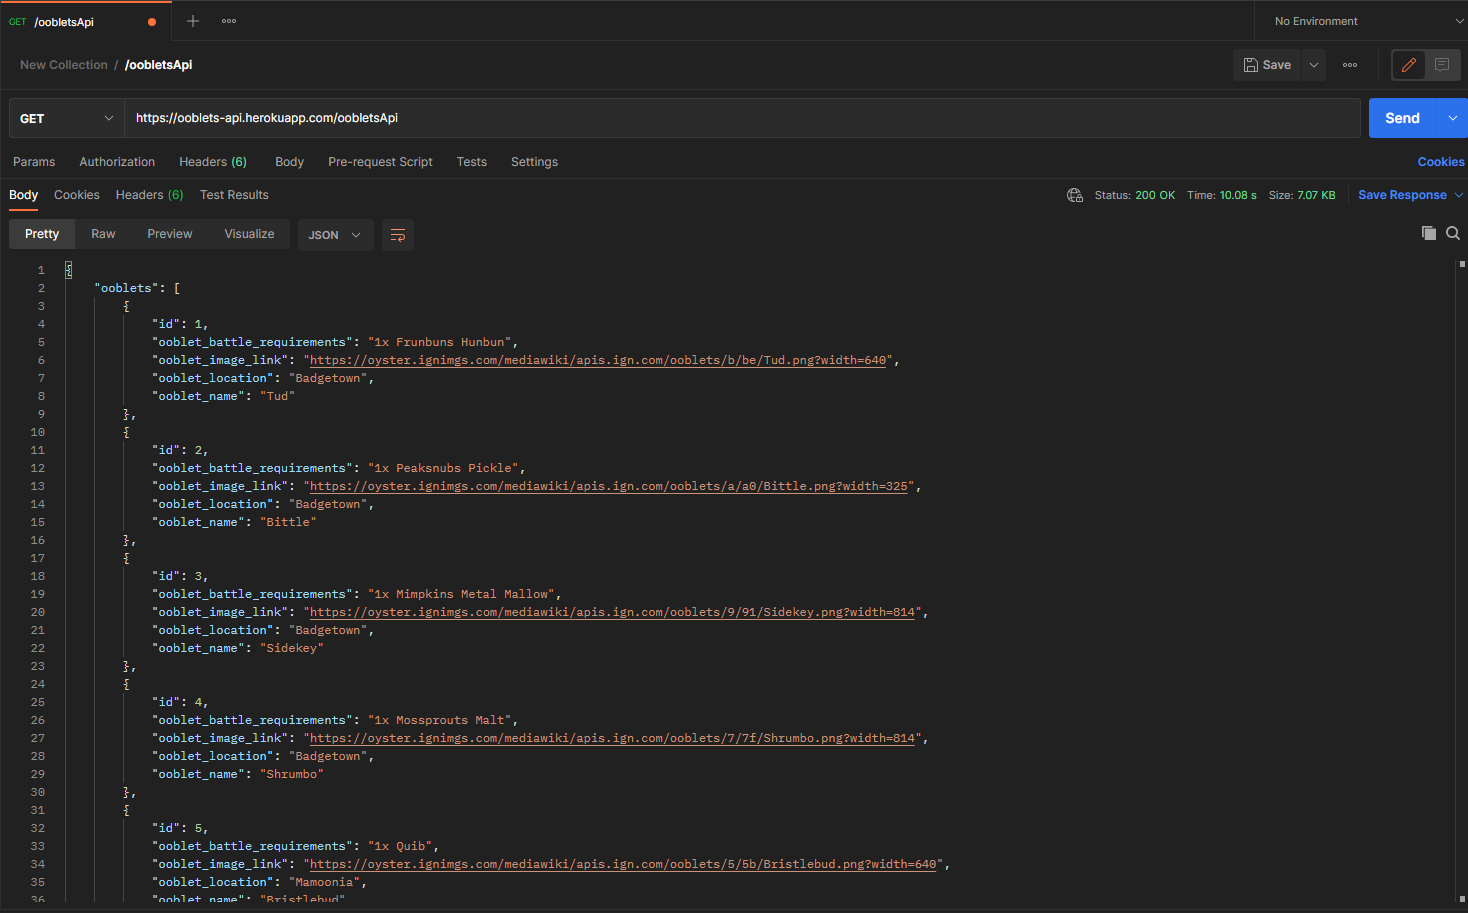 GET /oobletsApi
No Environment
New Collection / /oobletsApi
Save
GET https://ooblets-api.herokuapp.com/oobletsApi
Send
Params Authorization Headers (6) Body Pre-request Script Tests Settings Cookies
Body Cookies Headers (6) Test Results Status: 200 OK Time: 10.08 s Size: 7.07 KB Save Response
Pretty Raw Preview Visualize JSON
1 {
2 "ooblets": [
3 {
4 "id": 1,
5 "ooblet_battle_requirements": "1x Frunbuns Hunbun",
6 "ooblet_image_link": "https://oyster.ignimgs.com/mediawiki/apis.ign.com/ooblets/b/be/Tud.png?width=640",
7 "ooblet_location": "Badgetown",
8 "ooblet_name": "Tud"
9 },
10 {
11 "id": 2,
12 "ooblet_battle_requirements": "1x Peaksnubs Pickle",
13 "ooblet_image_link": "https://oyster.ignimgs.com/mediawiki/apis.ign.com/ooblets/a/a0/Bittle.png?width=325",
14 "ooblet_location": "Badgetown",
15 "ooblet_name": "Bittle"
16 },
17 {
18 "id": 3,
19 "ooblet_battle_requirements": "1x Mimpkins Metal Mallow",
20 "ooblet_image_link": "https://oyster.ignimgs.com/mediawiki/apis.ign.com/ooblets/9/91/Sidekey.png?width=814",
21 "ooblet_location": "Badgetown",
22 "ooblet_name": "Sidekey"
23 },
24 {
25 "id": 4,
26 "ooblet_battle_requirements": "1x Mossprouts Malt",
27 "ooblet_image_link": "https://oyster.ignimgs.com/mediawiki/apis.ign.com/ooblets/7/7f/Shrumbo.png?width=814",
28 "ooblet_location": "Badgetown",
29 "ooblet_name": "Shrumbo"
30 },
31 {
32 "id": 5,
33 "ooblet_battle_requirements": "1x Quib",
34 "ooblet_image_link": "https://oyster.ignimgs.com/mediawiki/apis.ign.com/ooblets/5/5b/Bristlebud.png?width=640",
35 "ooblet_location": "Mamoonia",
36 "ooblet_name": "Bristlebud"